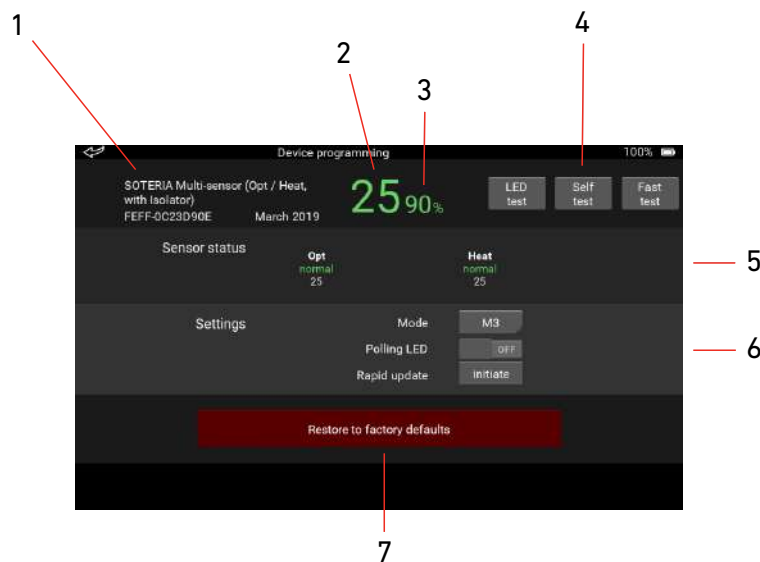 1
2
3
4
Device programming 100%
SOTERIA Multi-sensor (Opt / Heat,
with Isolator)
FEFF-0C23D90E March 2019
25 90%
LED test
Self test
Fast test
Sensor status
Opt
normal
25
Heat
normal
25
5
Settings
Mode M3
Polling LED OFF
Rapid update initiate
6
Restore to factory defaults
7